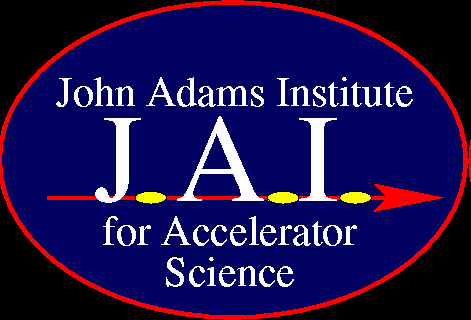 John Adams Institute
J.A.I.
for Accelerator
Science